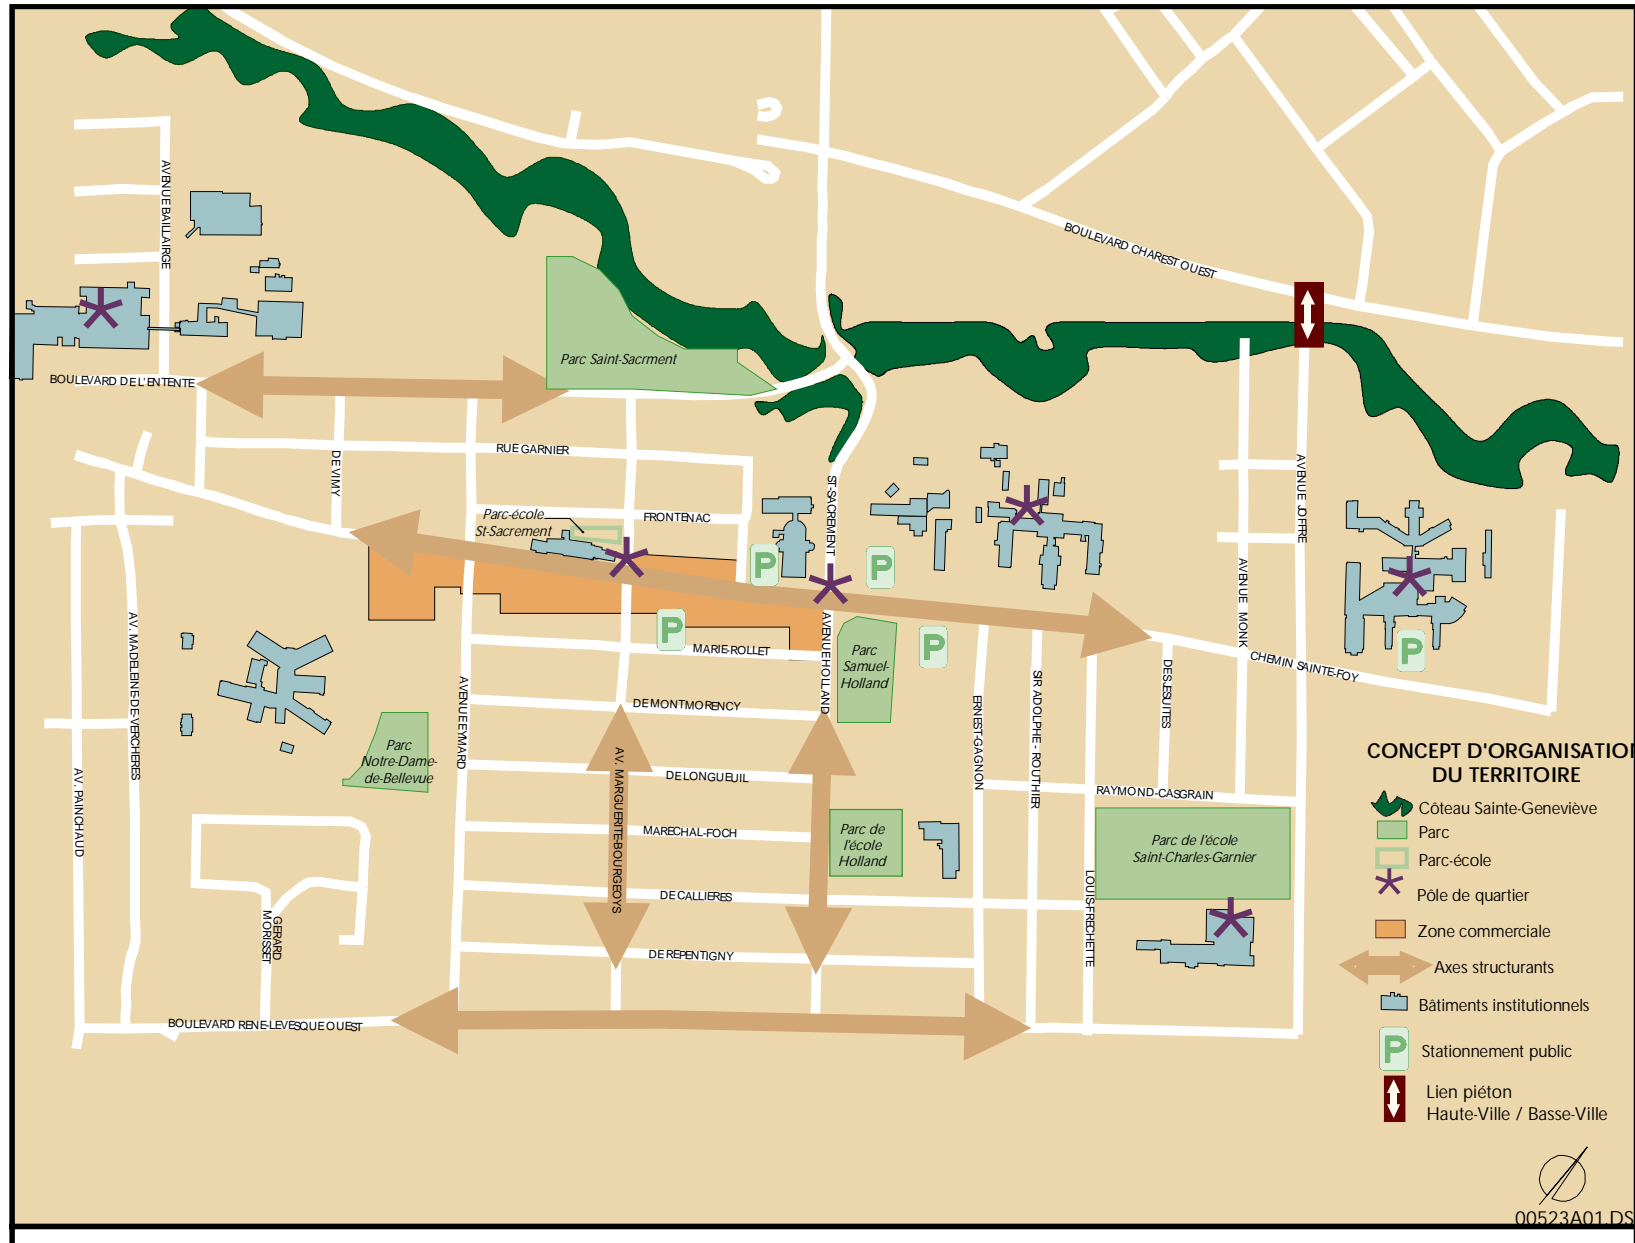 AVENUE BAILLAIRGE
BOULEVARD CHAREST OUEST
Parc Saint-Sacrment
BOULEVARD DE L'ENTENTE
RUE GARNIER
DE VIMY
ST-SACREMENT
AVENUE JOFFRE
Parc-école
St-Sacrement
FRONTENAC
P
P
AVENUE MONK
AV. MADELEINE-DE-VERCHERES
P
P
P
MARIE-ROLLET
AVENUE HOLLAND
Parc
Samuel-
Holland
CHEMIN SAINTE-FOY
DES JESUITES
SIR ADOLPHE - ROUTHIER
ERNEST-GAGNON
AVENUE EYMARD
DE MONTMORENCY
Parc
Notre-Dame-
de-Bellevue
AV. MARGUERITE-BOURGEOYS
AV. PAINCHAUD
DE LONGUEUIL
RAYMOND-CASGRAIN
MARECHAL-FOCH
Parc de
l'école
Holland
Parc de l'école
Saint-Charles-Garnier
DE CALLIERES
LOUIS-FRECHETTE
GERARD
MORISSET
DE REPENTIGNY
BOULEVARD RENE-LEVESQUE OUEST
CONCEPT D'ORGANISATION
DU TERRITOIRE
Côteau Sainte-Geneviève
Parc
Parc-école
Pôle de quartier
Zone commerciale
Axes structurants
Bâtiments institutionnels
P
Stationnement public
Lien piéton
Haute-Ville / Basse-Ville
00523A01.DS